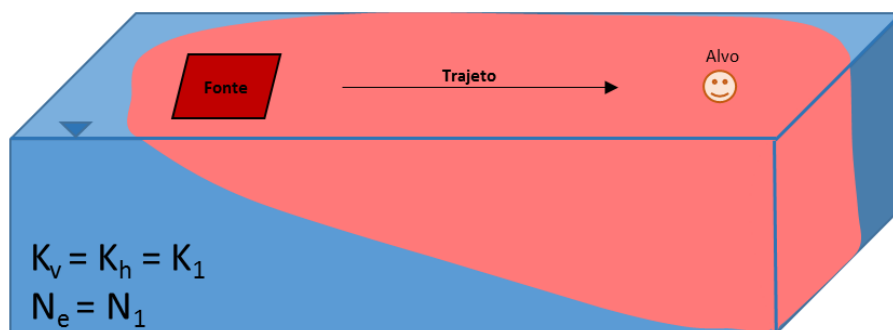 Alvo
Fonte
Trajeto
Kv = Kh = K1
Ne = N1